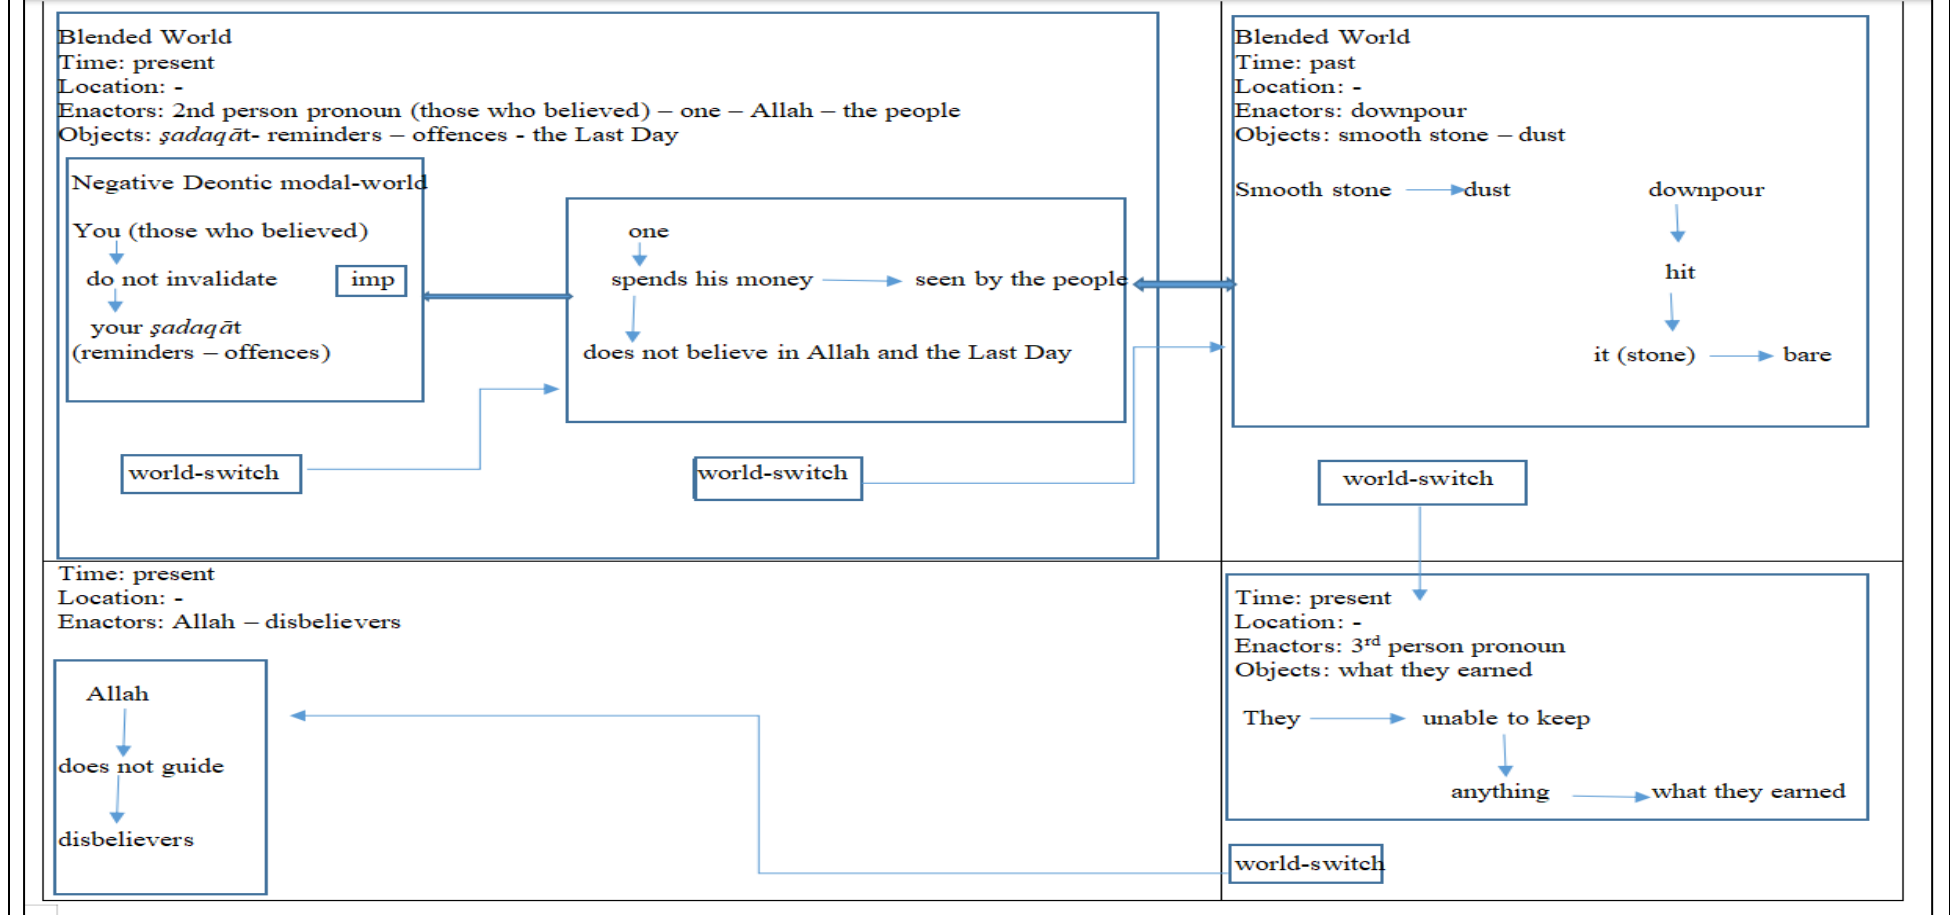 Blended World
Time: present
Location: -
Enactors: 2nd person pronoun (those who believed) – one – Allah – the people
Objects: ṣadaqāt- reminders – offences - the Last Day
Negative Deontic modal-world
You (those who believed)
do not invalidate
imp
your ṣadaqāt
(reminders – offences)
one
spends his money
seen by the people
does not believe in Allah and the Last Day
world-switch
world-switch
Blended World
Time: past
Location: -
Enactors: downpour
Objects: smooth stone – dust
Smooth stone
dust
downpour
hit
it (stone)
bare
world-switch
Time: present
Location: -
Enactors: 3rd person pronoun
Objects: what they earned
They
unable to keep
anything
what they earned
world-switch
Time: present
Location: -
Enactors: Allah – disbelievers
Allah
does not guide
disbelievers